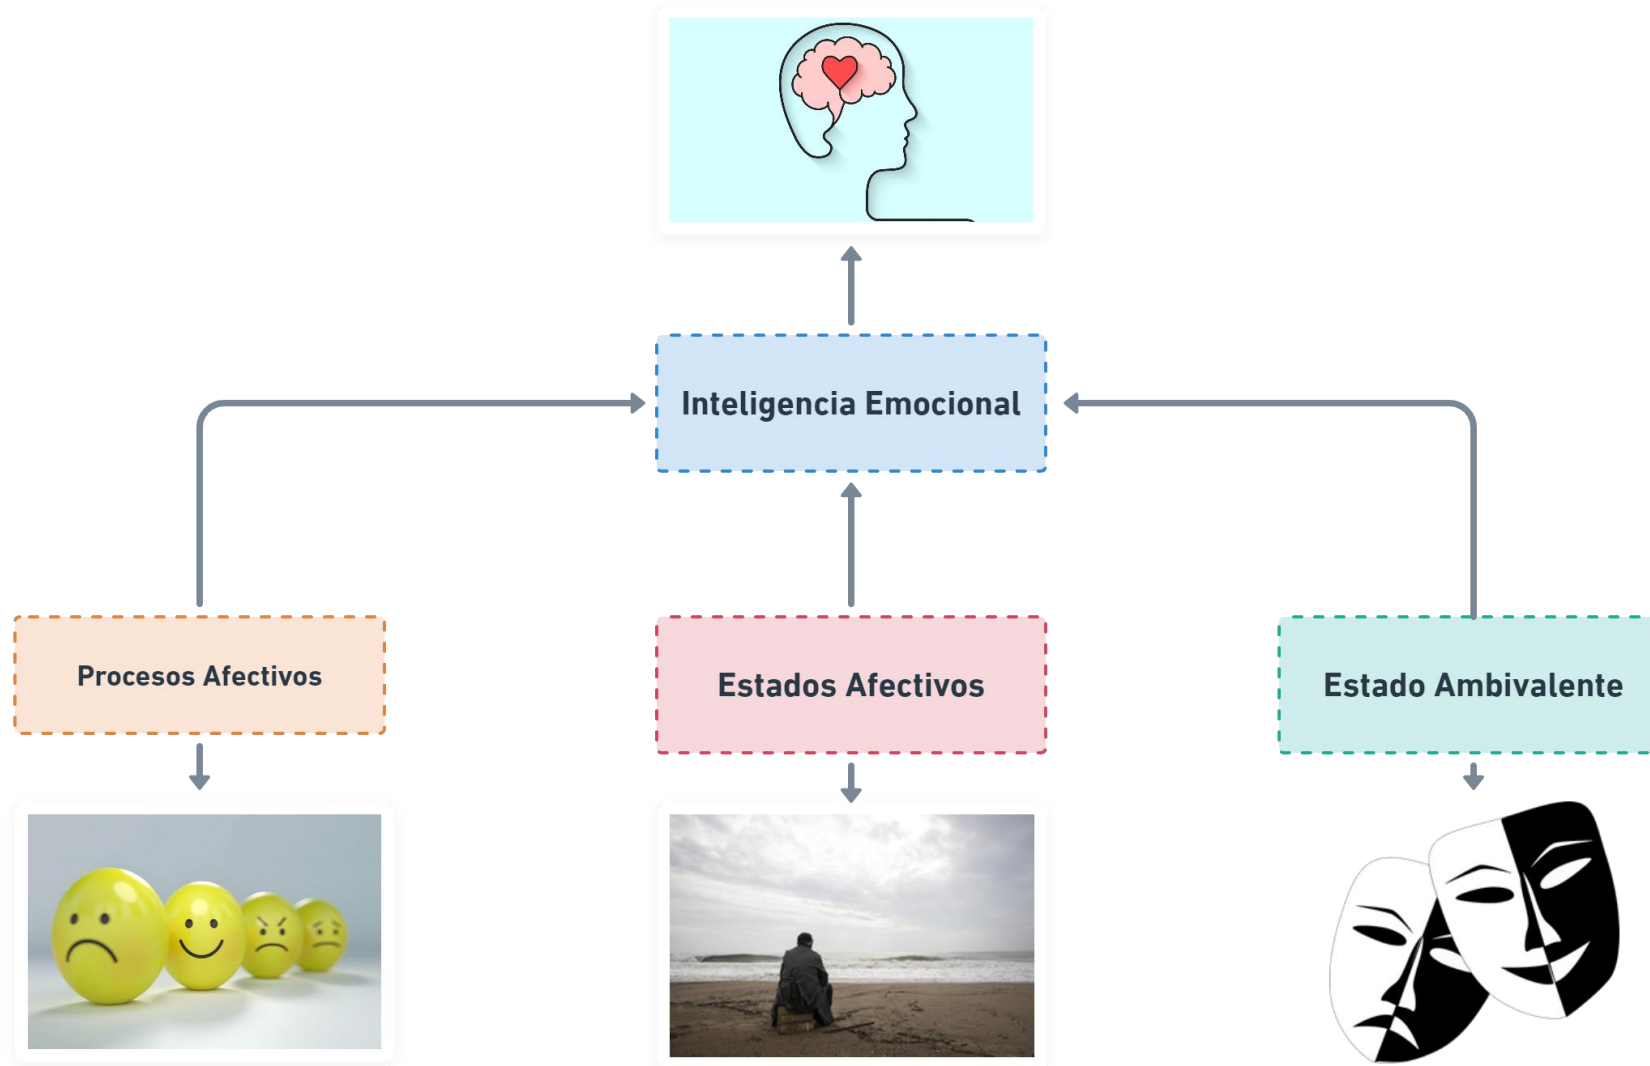 Inteligencia Emocional
Procesos Afectivos
Estados Afectivos
Estado Ambivalente